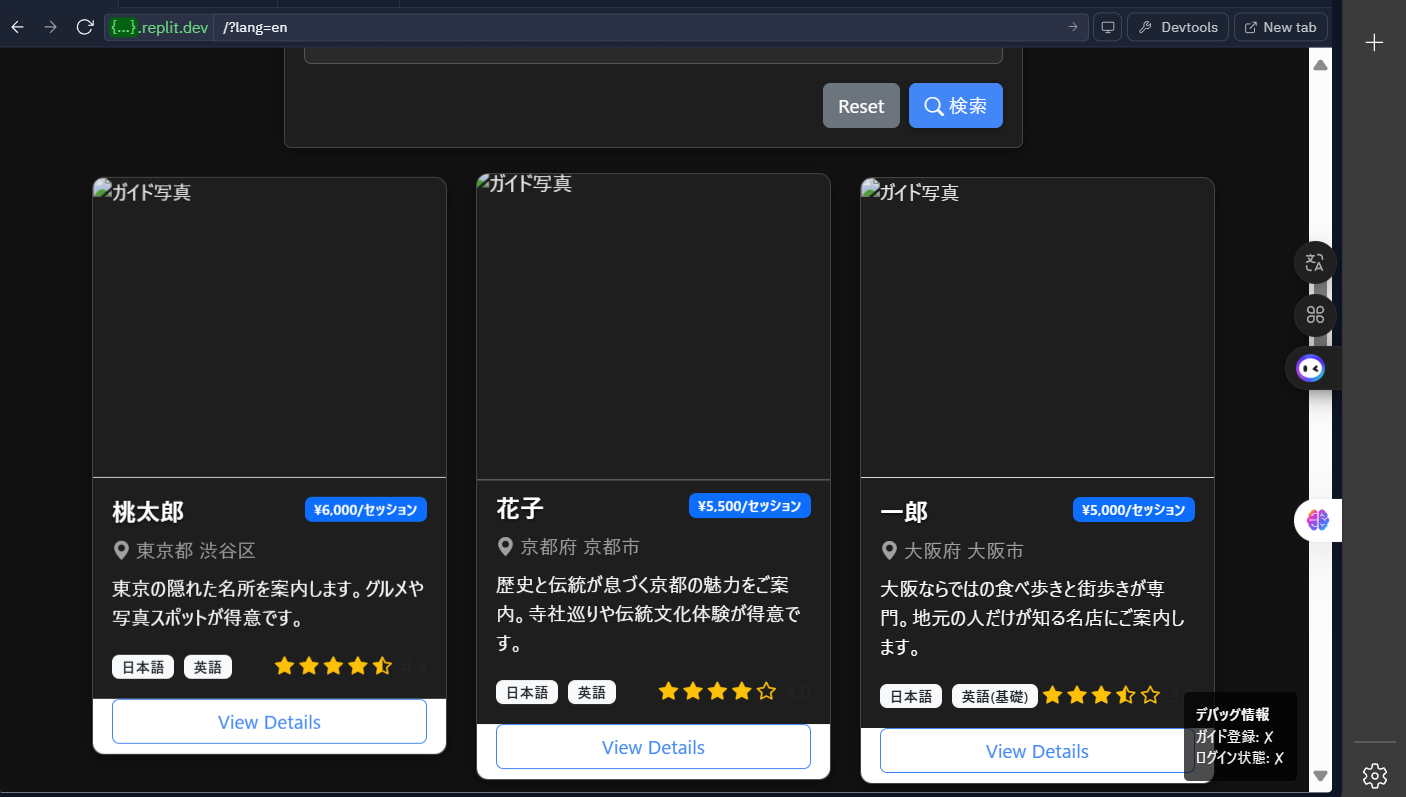 {...}.replit.dev
/?lang=en
Devtools
New tab
Reset
検索
ガイド写真
ガイド写真
ガイド写真
桃太郎
¥6,000/セッション
東京都 渋谷区
東京の隠れた名所を案内します。グルメや
写真スポットが得意です。
日本語
英語
4.5
View Details
花子
¥5,500/セッション
京都府 京都市
歴史と伝統が息づく京都の魅力をご案
内。寺社巡りや伝統文化体験が得意で
す。
日本語
英語
4.0
View Details
一郎
¥5,000/セッション
大阪府 大阪市
大阪ならではの食べ歩きと街歩きが専
門。地元の人だけが知る名店にご案内し
ます。
日本語
英語(基礎)
View Details
デバッグ情報
ガイド登録: ✗
ログイン状態: ✗